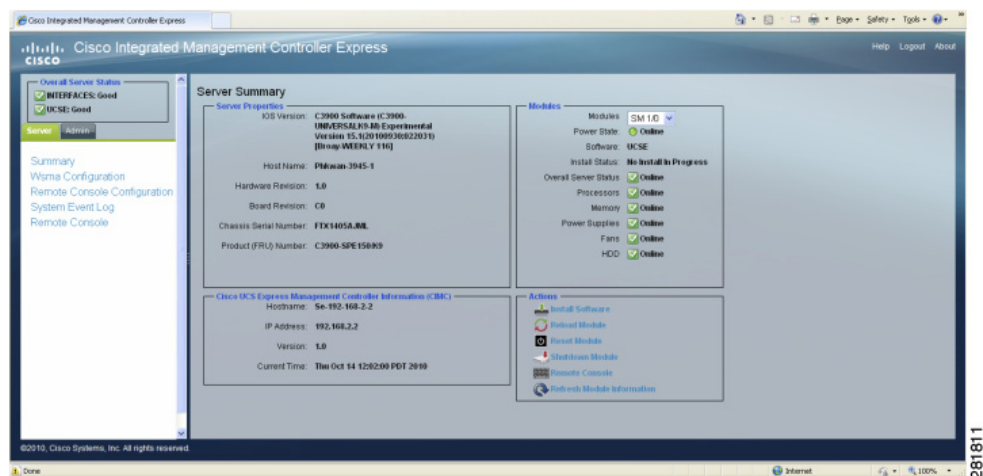 Cisco Integrated Management Controller Express
Page Safety Tools
CISCO
Cisco Integrated Management Controller Express
Help Logout About
Overall Server Status
INTERFACES: Good
UCSE: Good
Server Admin
Summary
Wsma Configuration
Remote Console Configuration
System Event Log
Remote Console
Server Summary
Server Properties
IOS Version: C3900 Software (C3900-
UNIVERSALK9-M) Experimental
Version 15.1(20100930:022031)
WEEKLY 116]
Host Name: 3945-1
Hardware Revision: 1.0
Board Revision: C0
Chassis Serial Number:
Product (FRU) Number: C3900-SPE150/K9
Modules
Modules SM 1/0
Power State: Online
Software: UCSE
Install Status: No Install In Progress
Overall Server Status Online
Processors Online
Memory Online
Power Supplies Online
Fans Online
HDD Online
Cisco UCS Express Management Controller Information (CIMC)
Hostname: Se-192-168-2-2
IP Address: 192.168.2.2
Version: 1.0
Current Time: Thu Oct 14 12:02:00 PDT 2010
Actions
Install Software
Reload Module
Reset Module
Shutdown Module
Remote Console
Refresh Module Information
©2010, Cisco Systems, Inc. All rights reserved.
Done
Internet
100%
281811